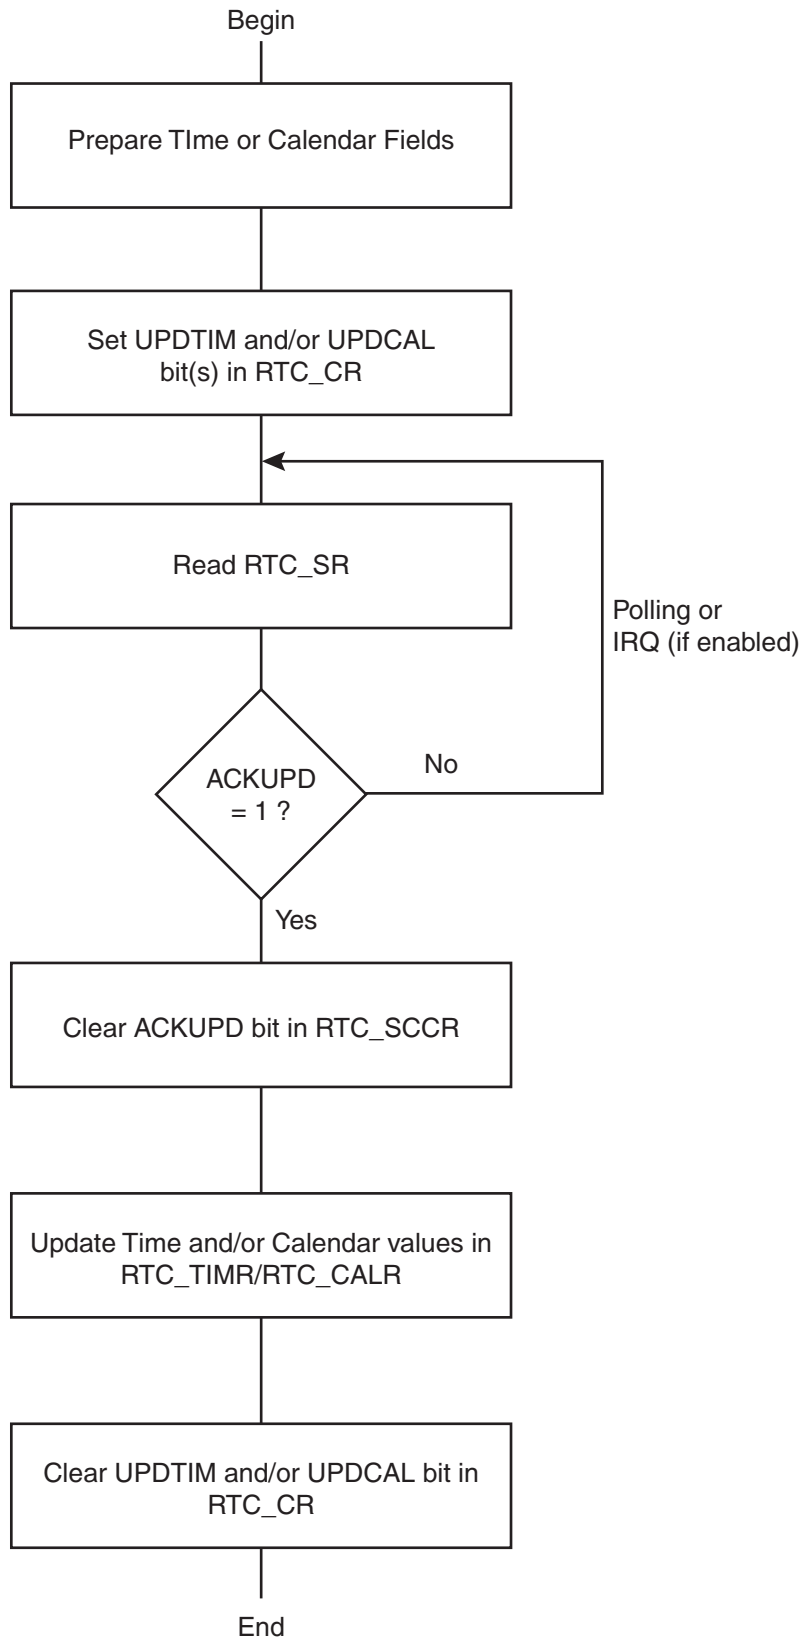 Begin
Prepare TIme or Calendar Fields
Set UPDTIM and/or UPDCAL
bit(s) in RTC_CR
Read RTC_SR
Polling or
IRQ (if enabled)
ACKUPD
= 1 ?
No
Yes
Clear ACKUPD bit in RTC_SCCR
Update Time and/or Calendar values in
RTC_TIMR/RTC_CALR
Clear UPDTIM and/or UPDCAL bit in
RTC_CR
End